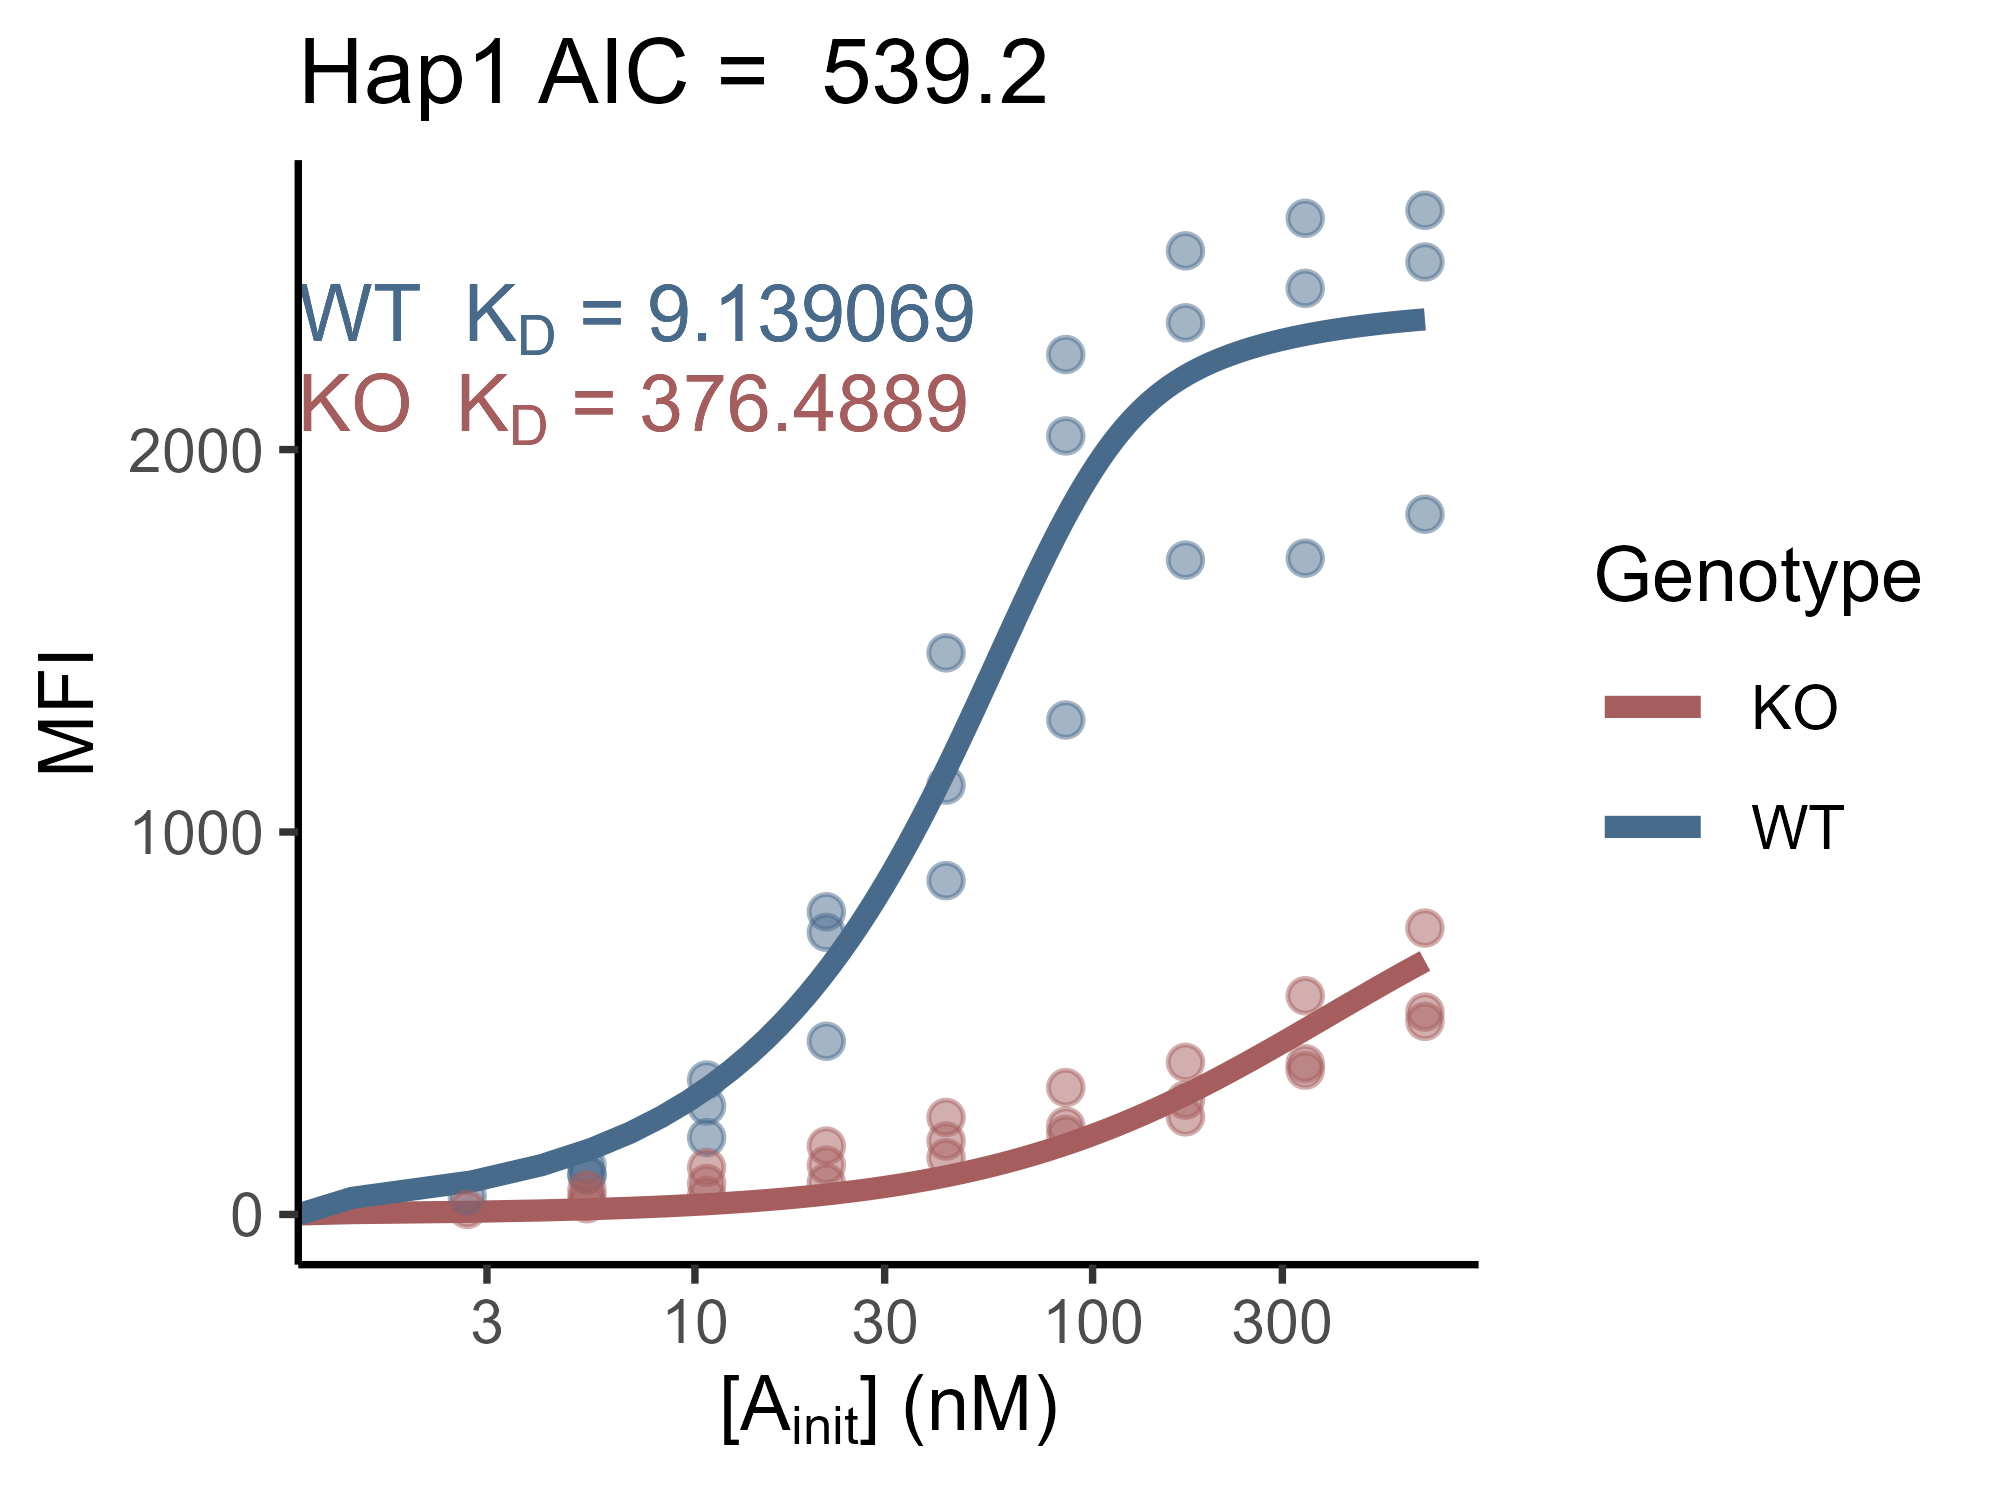 Hap1 AIC =  539.2
WT  K_D = 9.139069
KO  K_D = 376.4889
MFI
2000
1000
0
3 10 30 100 300
[A_init] (nM)
Genotype
KO
WT